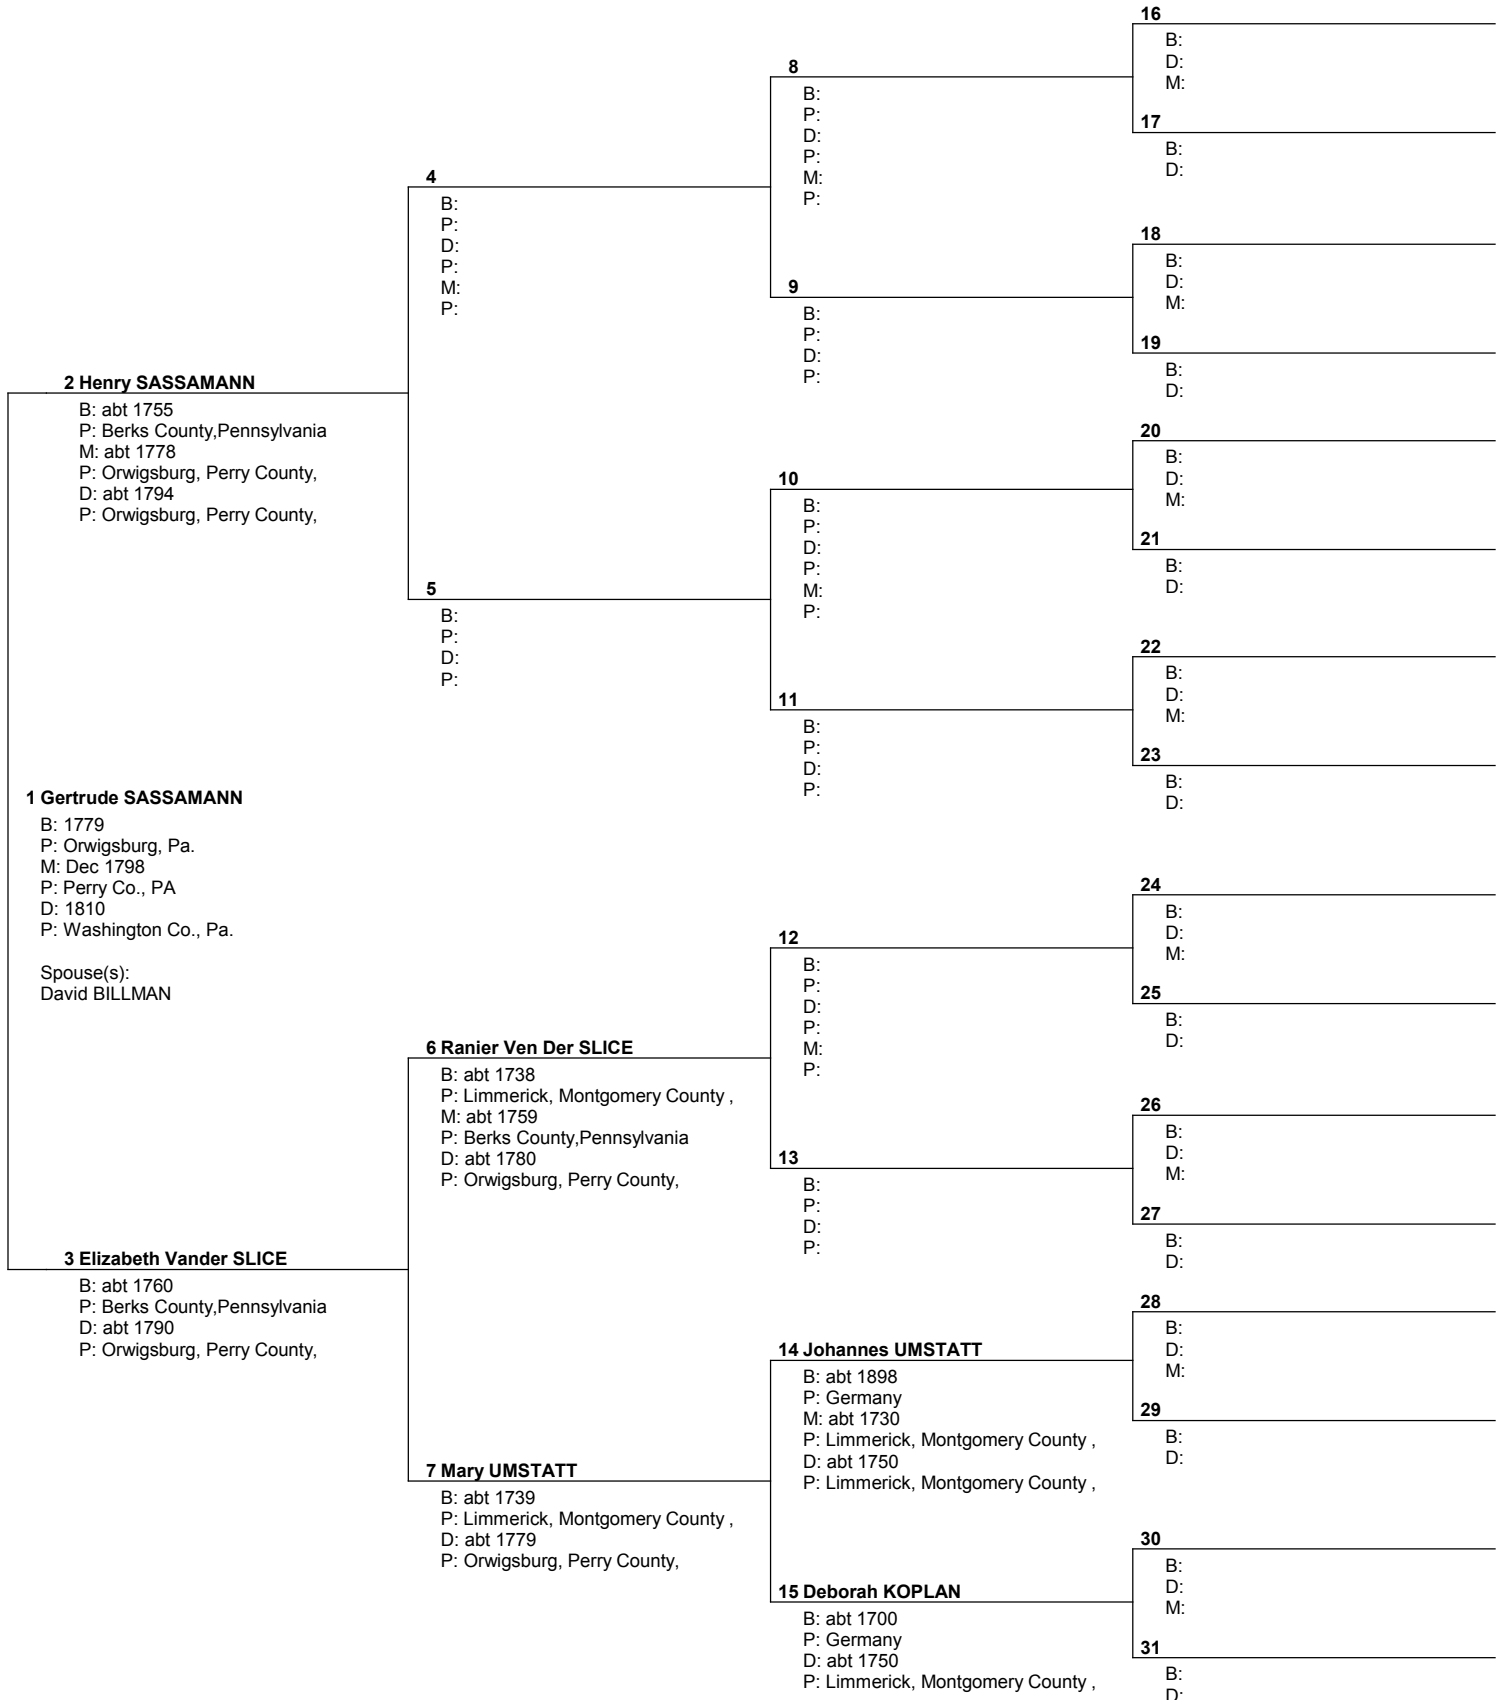 16
B:
D:
M:
17
B:
D:
8
B:
P:
D:
P:
M:
P:
18
B:
D:
M:
19
B:
D:
9
B:
P:
D:
P:
4
B:
P:
D:
P:
M:
P:
2 Henry SASSAMANN
B: abt 1755
P: Berks County,Pennsylvania
M: abt 1778
P: Orwigsburg, Perry County,
D: abt 1794
P: Orwigsburg, Perry County,
20
B:
D:
M:
21
B:
D:
10
B:
P:
D:
P:
M:
P:
5
B:
P:
D:
P:
22
B:
D:
M:
23
B:
D:
11
B:
P:
D:
P:
1 Gertrude SASSAMANN
B: 1779
P: Orwigsburg, Pa.
M: Dec 1798
P: Perry Co., PA
D: 1810
P: Washington Co., Pa.
Spouse(s):
David BILLMAN
24
B:
D:
M:
25
B:
D:
12
B:
P:
D:
P:
M:
P:
6 Ranier Ven Der SLICE
B: abt 1738
P: Limmerick, Montgomery County ,
M: abt 1759
P: Berks County,Pennsylvania
D: abt 1780
P: Orwigsburg, Perry County,
26
B:
D:
M:
27
B:
D:
13
B:
P:
D:
P:
3 Elizabeth Vander SLICE
B: abt 1760
P: Berks County,Pennsylvania
D: abt 1790
P: Orwigsburg, Perry County,
28
B:
D:
M:
29
B:
D:
14 Johannes UMSTATT
B: abt 1898
P: Germany
M: abt 1730
P: Limmerick, Montgomery County ,
D: abt 1750
P: Limmerick, Montgomery County ,
7 Mary UMSTATT
B: abt 1739
P: Limmerick, Montgomery County ,
D: abt 1779
P: Orwigsburg, Perry County,
30
B:
D:
M:
31
B:
D:
15 Deborah KOPLAN
B: abt 1700
P: Germany
D: abt 1750
P: Limmerick, Montgomery County ,